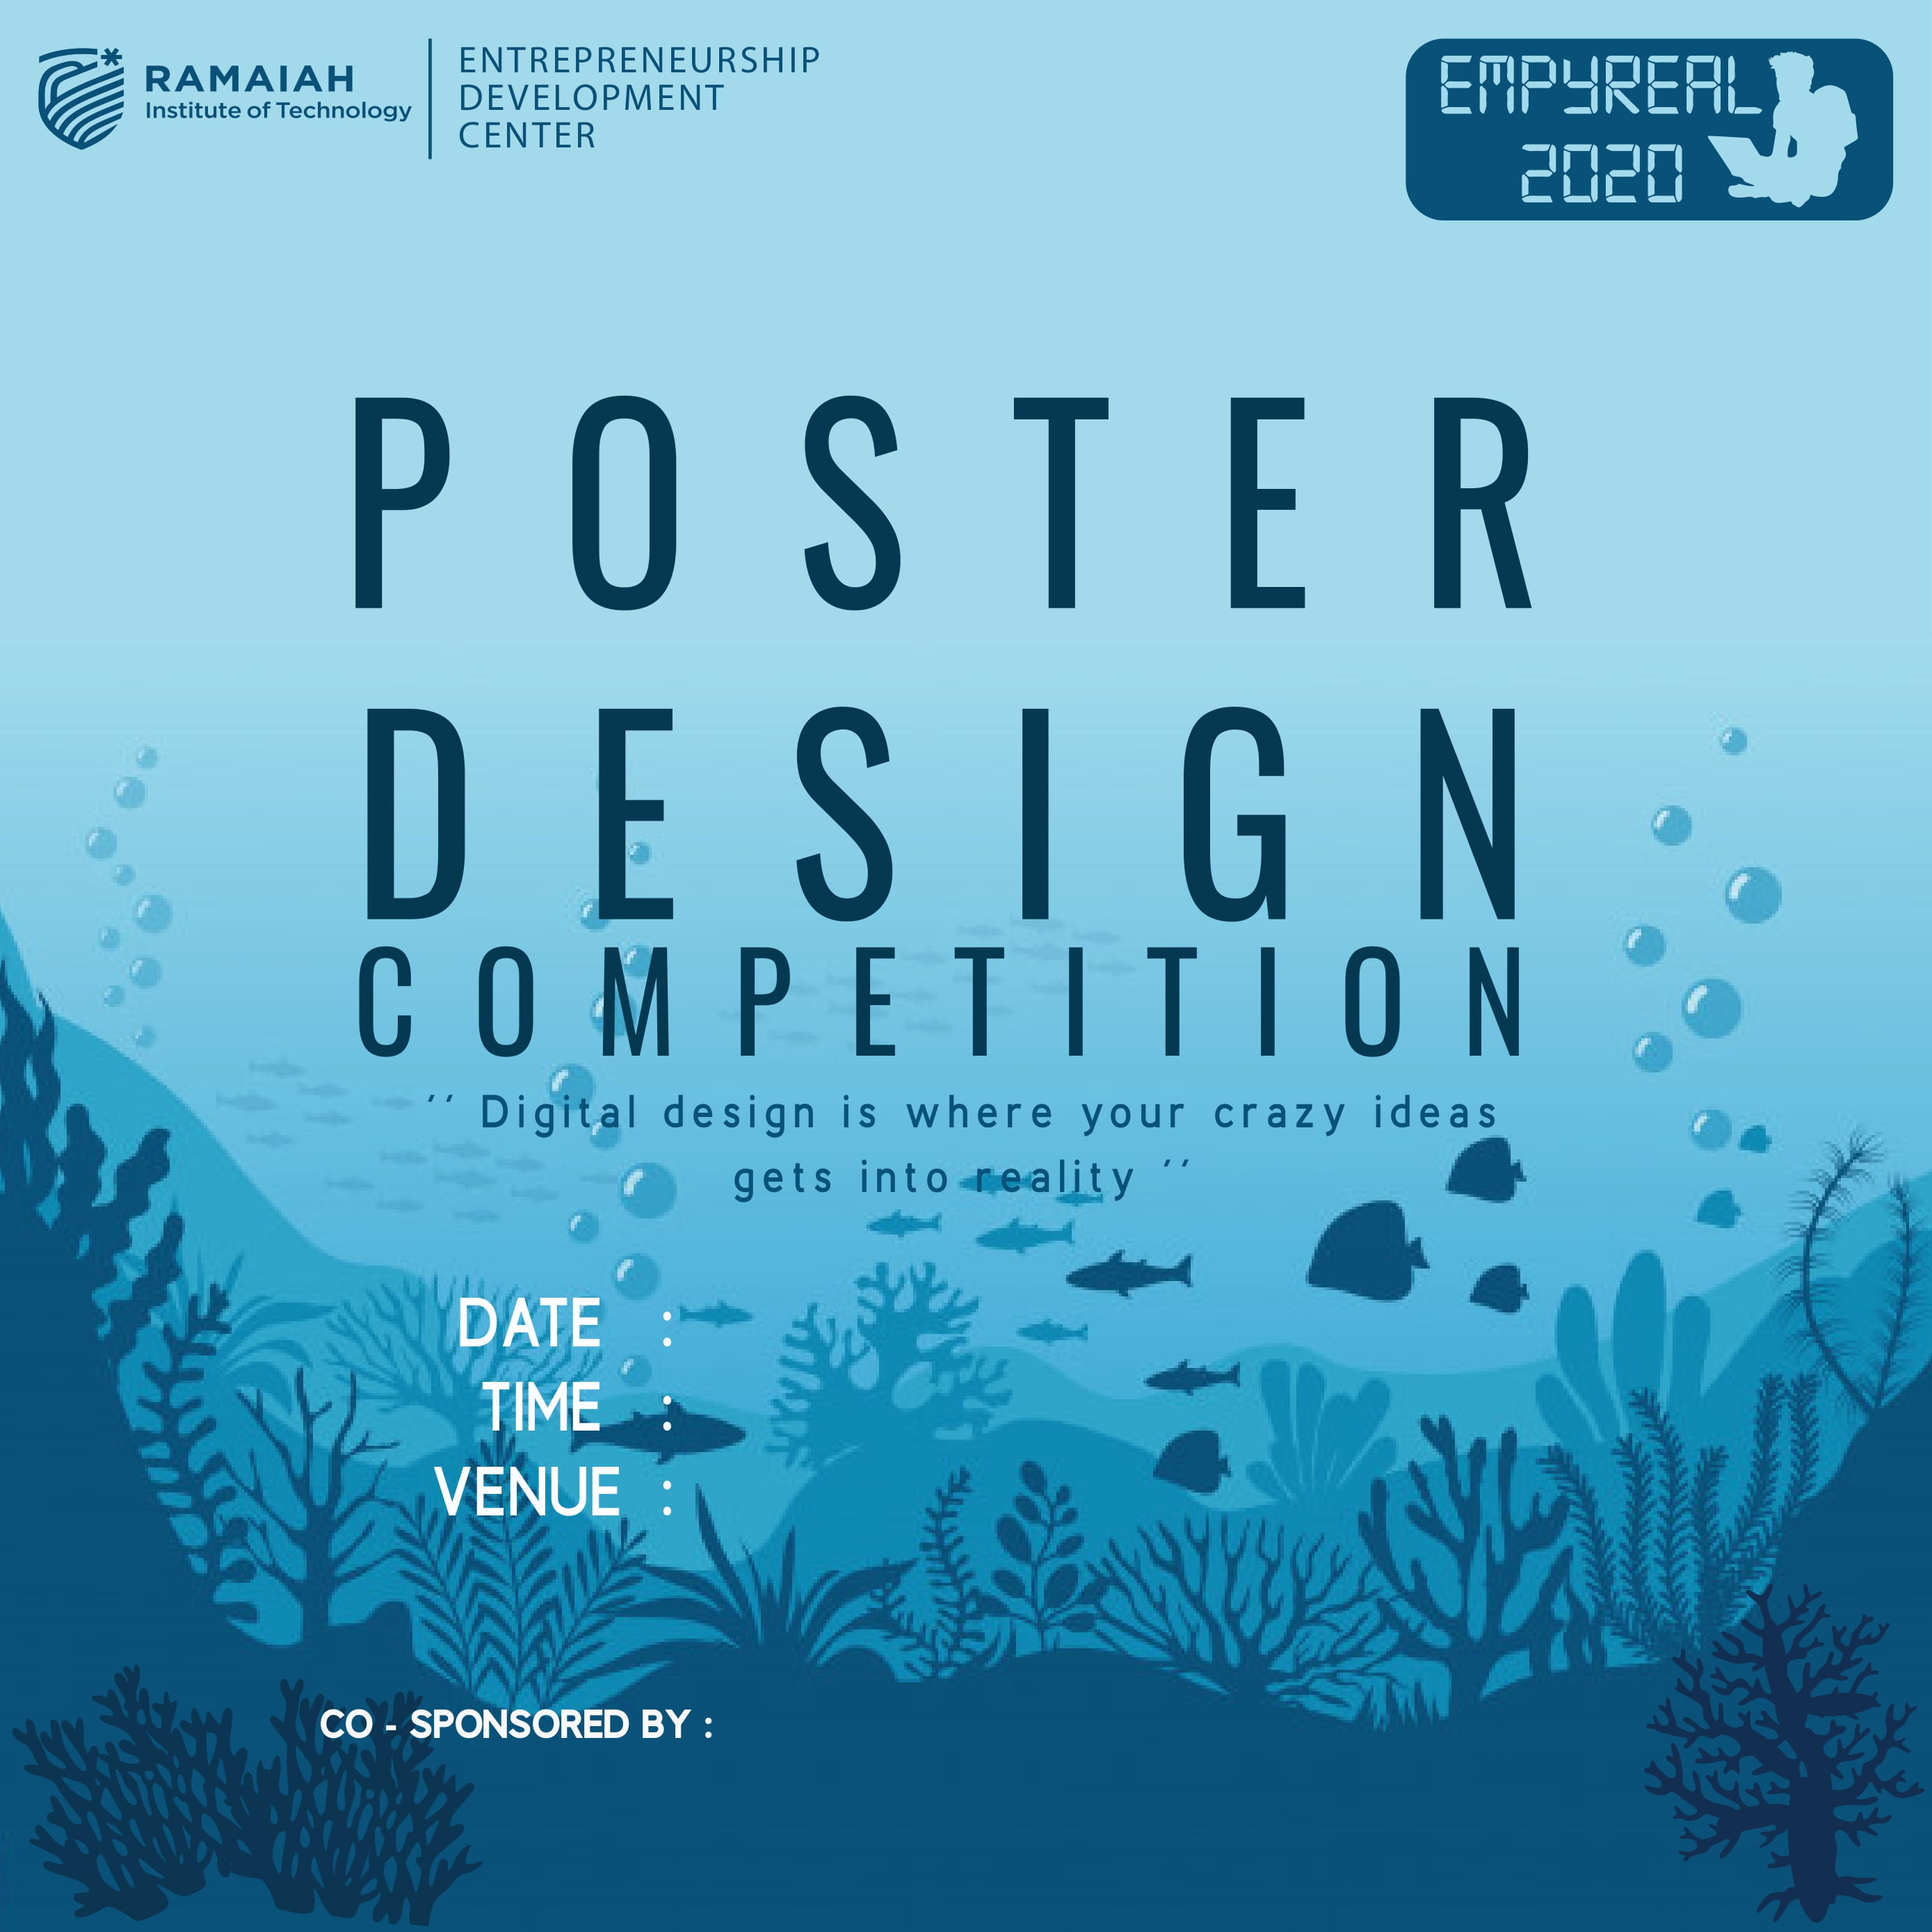 RAMAIAH
Institute of Technology
ENTREPRENEURSHIP
DEVELOPMENT
CENTER
EMPYREAL
2020
POSTER
DESIGN
COMPETITION
´´ Digital design is where your crazy ideas
gets into reality ´´
DATE :
TIME :
VENUE :
CO - SPONSORED BY :